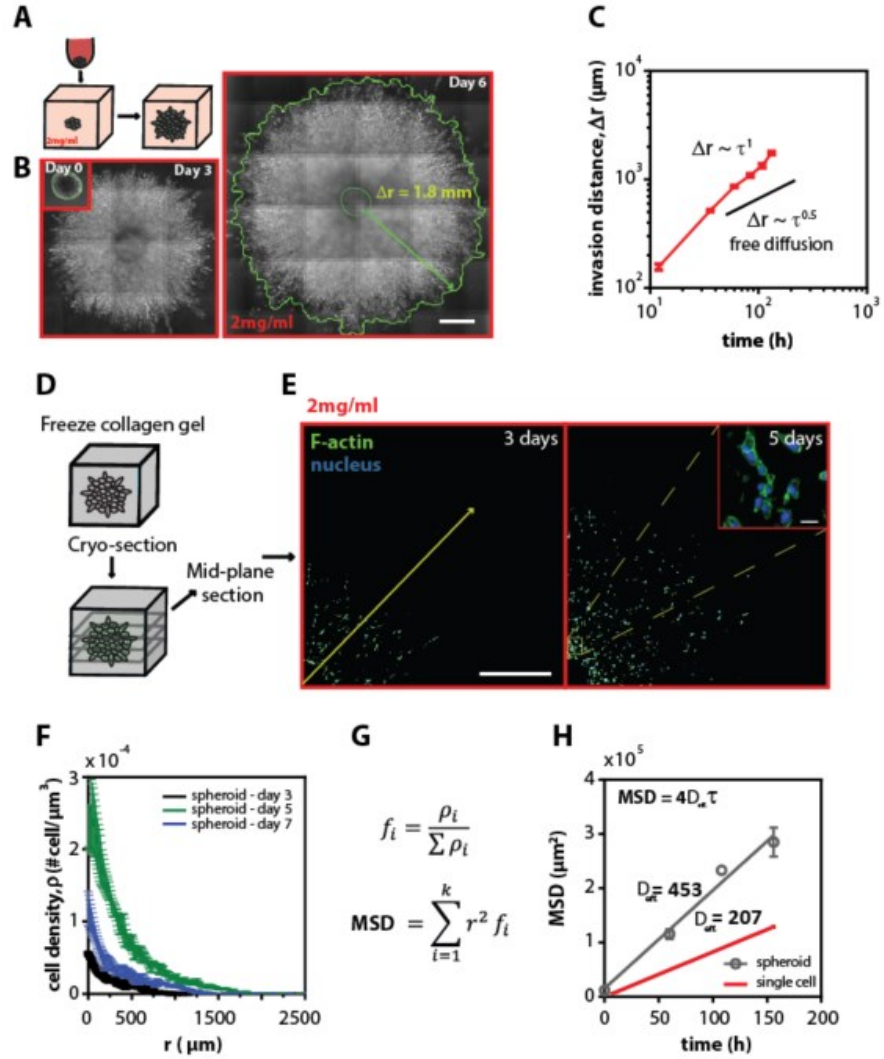 A
2mg/ml
B
Day 0
Day 3
Day 6
Δr = 1.8 mm
2mg/ml
C
invasion distance, Δr (μm)
10⁴
10³
10²
Δr ~ τ¹
Δr ~ τ⁰·⁵
free diffusion
10¹
10²
10³
time (h)
D
Freeze collagen gel
Cryo-section
Mid-plane
section
E
2mg/ml
F-actin
nucleus
3 days
5 days
F
x10⁻⁴
cell density, ρ (#cell/μm³)
3
2
1
0
spheroid - day 3
spheroid - day 5
spheroid - day 7
0
500
1500
2500
r (μm)
G
fᵢ = ρᵢ / ∑ ρᵢ
MSD = ∑ᵢ₌₁ᵏ r² fᵢ
H
x10⁵
MSD (μm²)
4
3
2
1
0
MSD = 4Dₑff τ
Dₑff = 453
Dₑff = 207
spheroid
single cell
0
50
100
150
200
time (h)